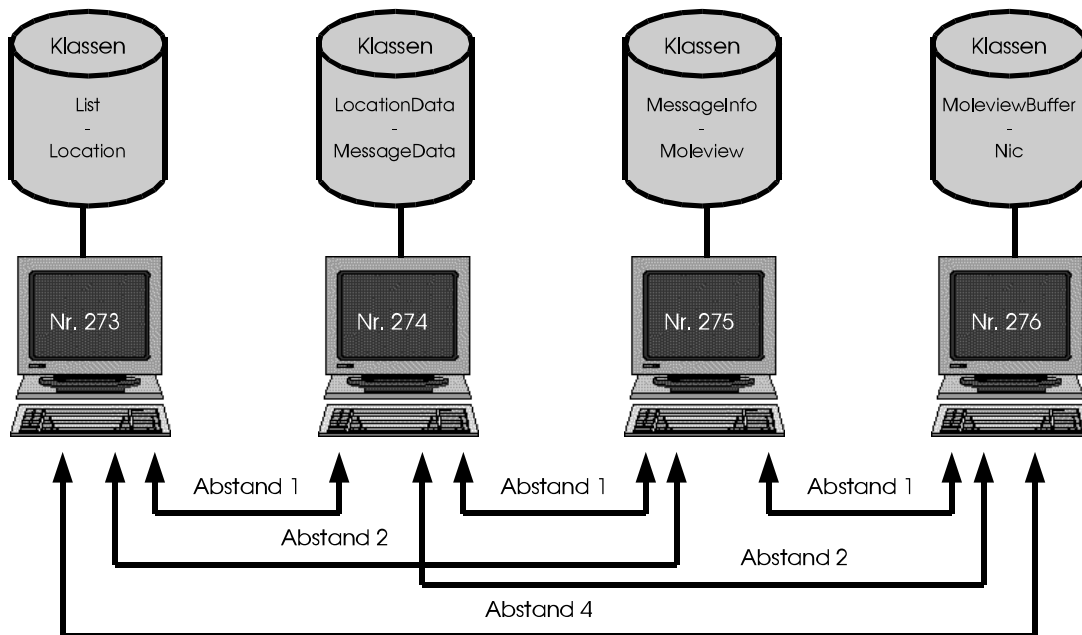 Klassen
Klassen
Klassen
Klassen
List
-
Location
LocationData
-
MessageData
MessageInfo
-
Moleview
MoleviewBuffer
-
Nic
Nr. 273
Nr. 274
Nr. 275
Nr. 276
Abstand 1
Abstand 1
Abstand 1
Abstand 2
Abstand 2
Abstand 4